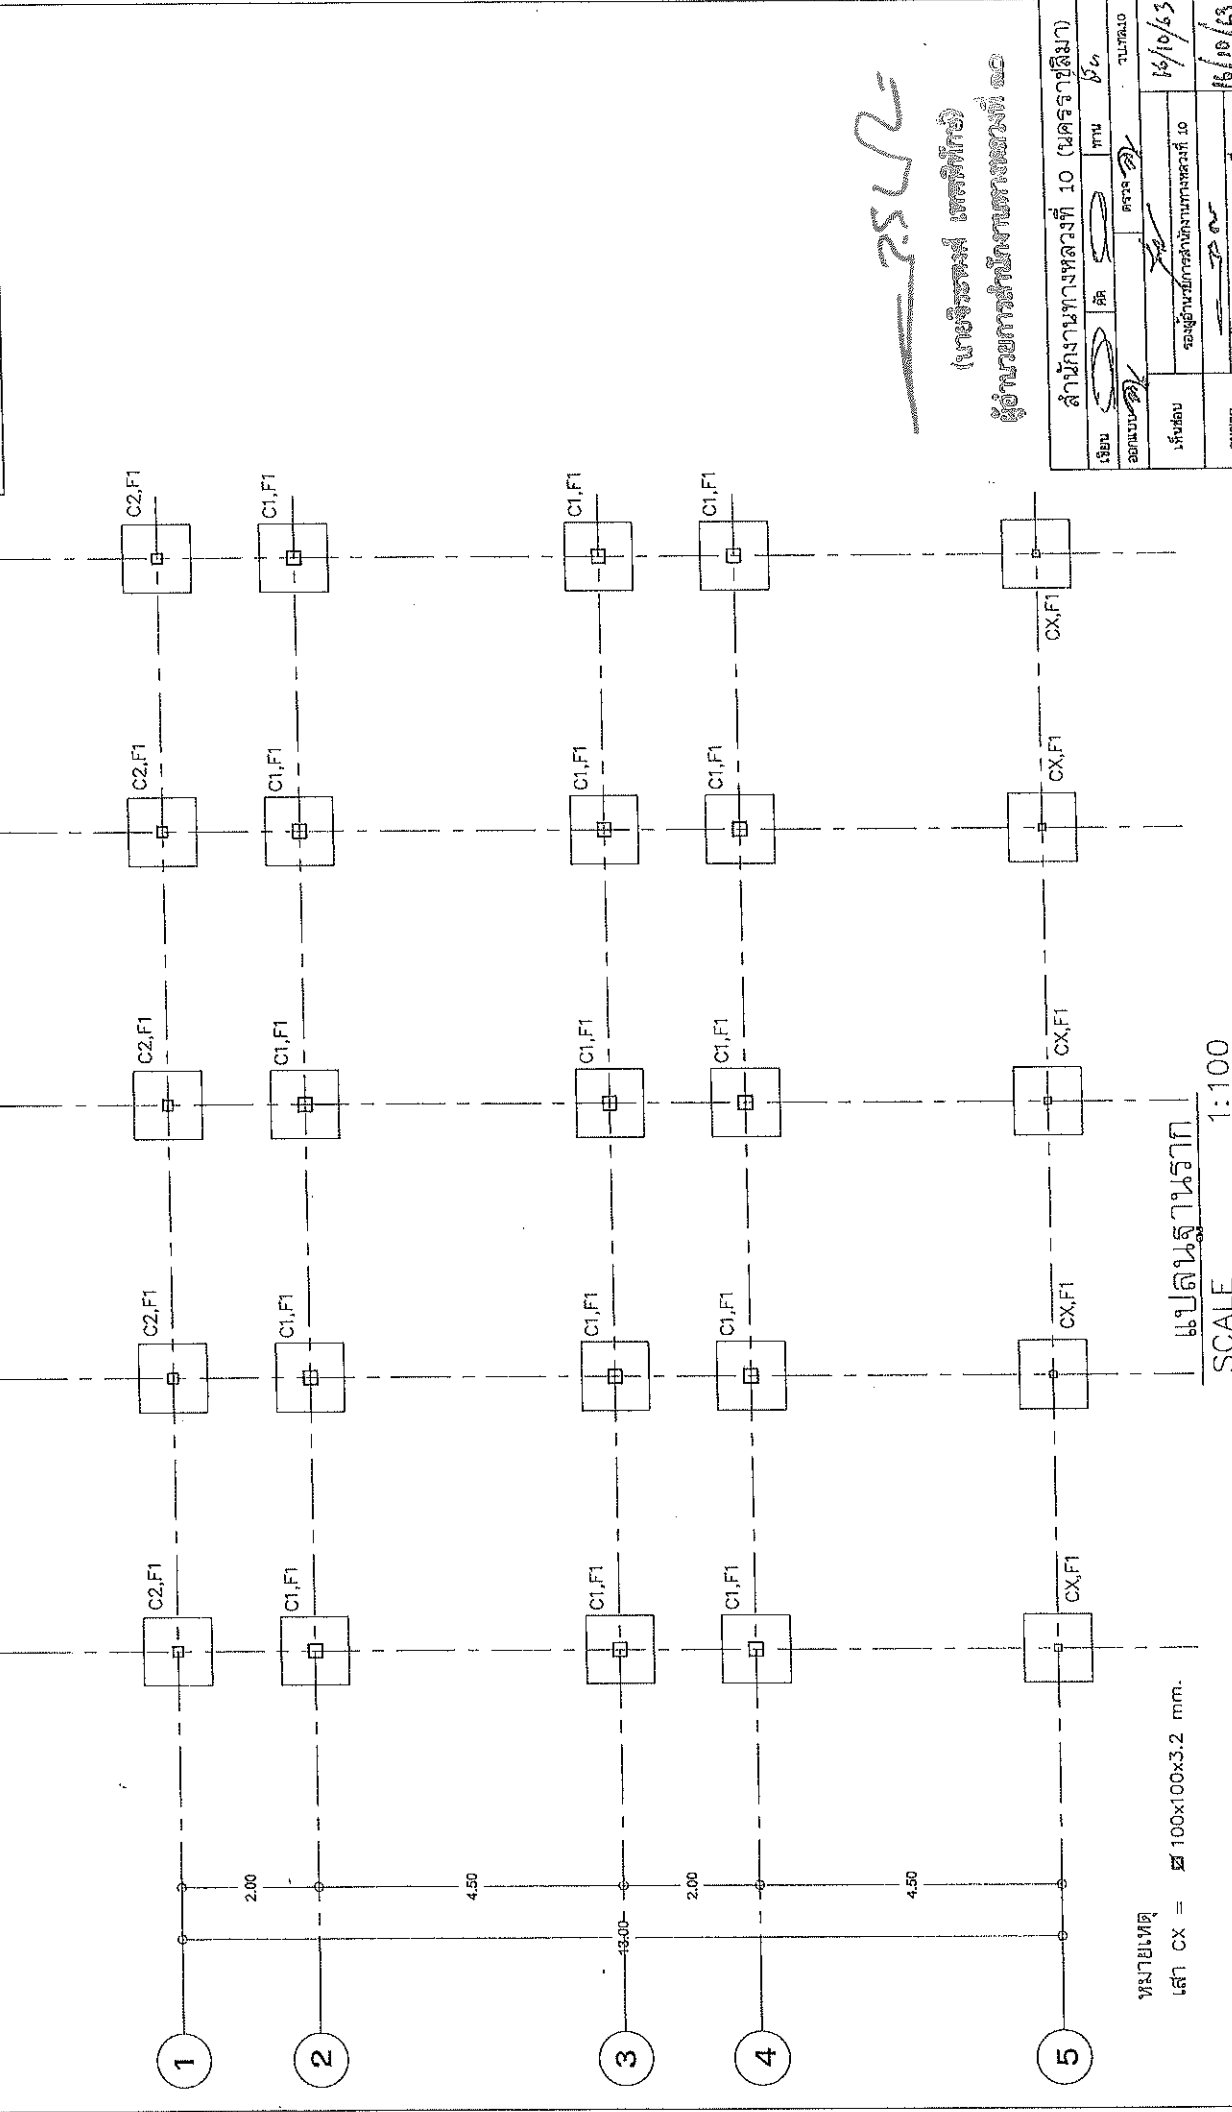 C2,F1 C2,F1 C2,F1 C2,F1 C2,F1
C1,F1 C1,F1 C1,F1 C1,F1 C1,F1
C1,F1 C1,F1 C1,F1 C1,F1 C1,F1
C1,F1 C1,F1 C1,F1 C1,F1 C1,F1
CX,F1 CX,F1 CX,F1 CX,F1 CX,F1
1
2
3
4
5
2.00
4.50
2.00
4.50
13.00
หมายเหตุ
เสา CX = 100x100x3.2 mm.
แปลนฐานราก
SCALE 1:100
ผู้อำนวยการสำนักงานทางหลวงที่ ๑๐
สำนักงานทางหลวงที่ 10 (นครราชสีมา)
เขียน คัด ทาน
ออกแบบ ตรวจ วบ.ทล.10
เห็นชอบ 16/10/63
รองผู้อำนวยการสำนักงานทางหลวงที่ 10
16/10/63